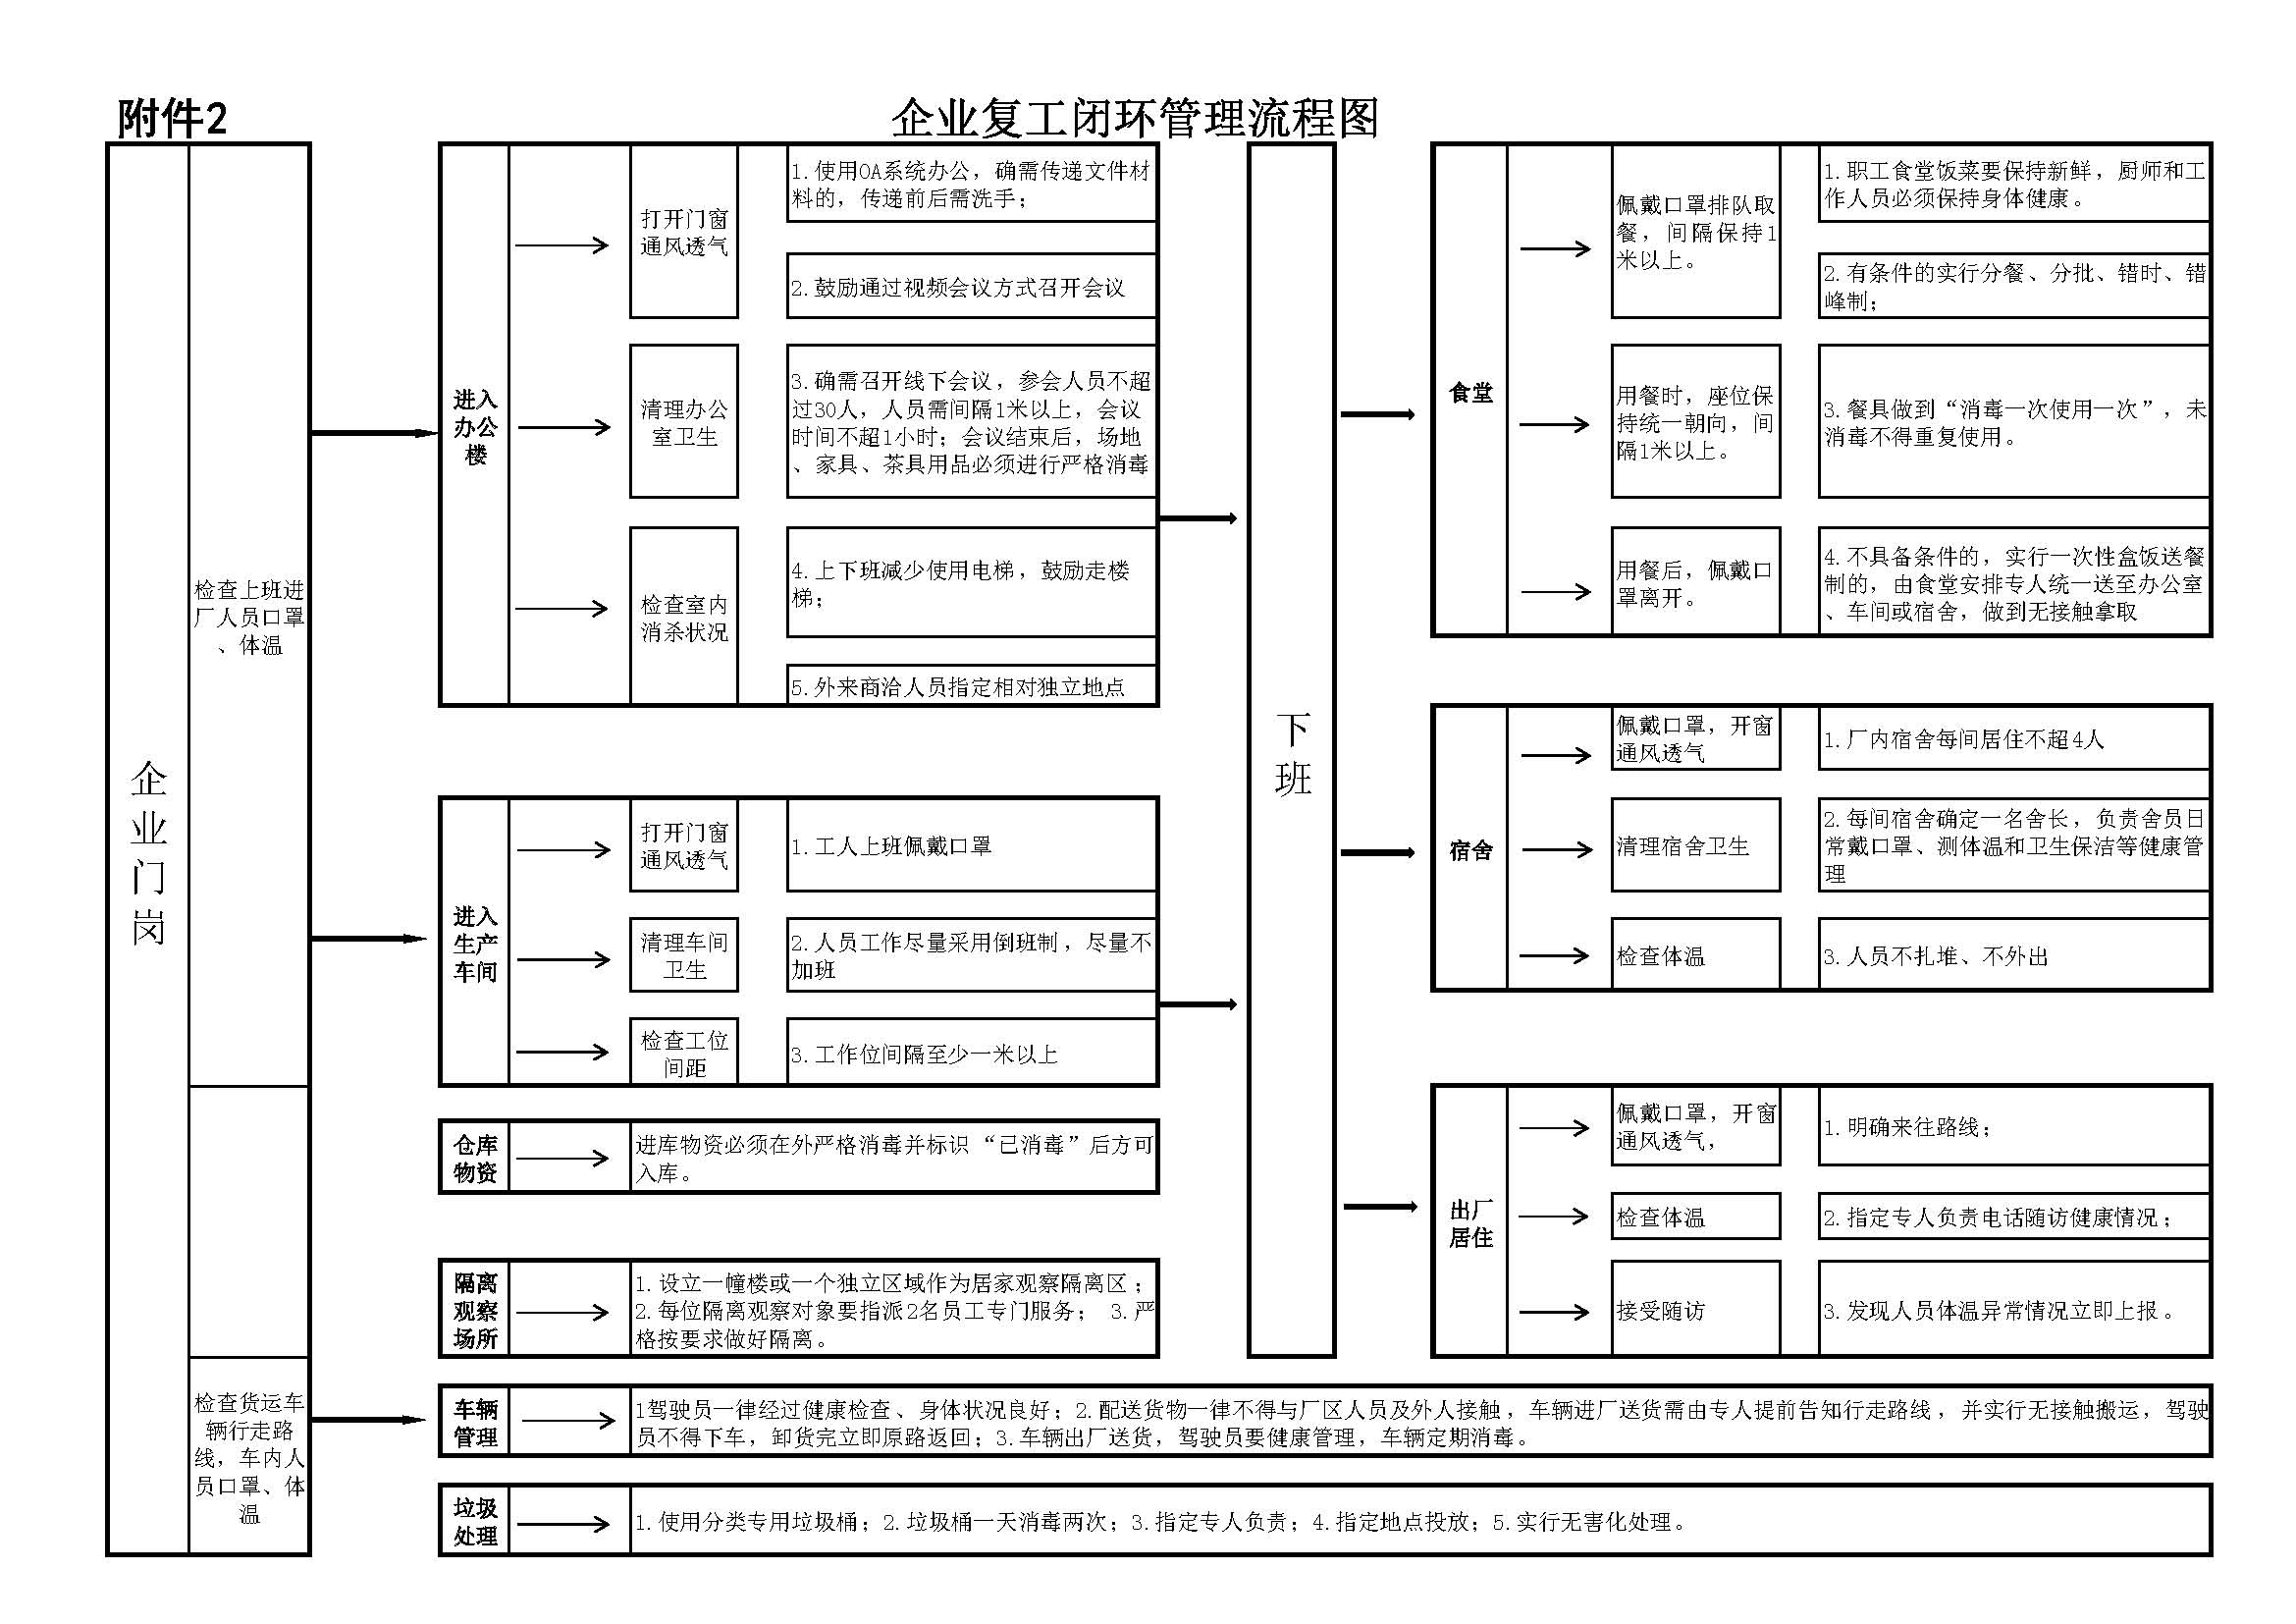 附件2
企业复工闭环管理流程图
企业门岗
检查上班进
厂人员口罩
、体温
检查货运车
辆行走路
线，车内人
员口罩、体
温
进入
办公
楼
打开门窗
通风透气
清理办公
室卫生
检查室内
消杀状况
1.使用OA系统办公，确需传递文件材
料的，传递前后需洗手；
2.鼓励通过视频会议方式召开会议
3.确需召开线下会议，参会人员不超
过30人，人员需间隔1米以上，会议
时间不超1小时；会议结束后，场地
、家具、茶具用品必须进行严格消毒
4.上下班减少使用电梯，鼓励走楼
梯；
5.外来商洽人员指定相对独立地点
进入
生产
车间
打开门窗
通风透气
清理车间
卫生
检查工位
间距
1.工人上班佩戴口罩
2.人员工作尽量采用倒班制，尽量不
加班
3.工作位间隔至少一米以上
仓库
物资
进库物资必须在外严格消毒并标识“已消毒”后方可
入库。
隔离
观察
场所
1.设立一幢楼或一个独立区域作为居家观察隔离区；
2.每位隔离观察对象要指派2名员工专门服务； 3.严
格按要求做好隔离。
下班
食堂
佩戴口罩排队取
餐，间隔保持1
米以上。
用餐时，座位保
持统一朝向，间
隔1米以上。
用餐后，佩戴口
罩离开。
1.职工食堂饭菜要保持新鲜，厨师和工
作人员必须保持身体健康。
2.有条件的实行分餐、分批、错时、错
峰制；
3.餐具做到“消毒一次使用一次”，未
消毒不得重复使用。
4.不具备条件的，实行一次性盒饭送餐
制的，由食堂安排专人统一送至办公室
、车间或宿舍，做到无接触拿取
宿舍
佩戴口罩，开窗
通风透气
清理宿舍卫生
检查体温
1.厂内宿舍每间居住不超4人
2.每间宿舍确定一名舍长，负责舍员日
常戴口罩、测体温和卫生保洁等健康管
理
3.人员不扎堆、不外出
出厂
居住
佩戴口罩，开窗
通风透气，
检查体温
接受随访
1.明确来往路线；
2.指定专人负责电话随访健康情况；
3.发现人员体温异常情况立即上报。
车辆
管理
1驾驶员一律经过健康检查、身体状况良好；2.配送货物一律不得与厂区人员及外人接触，车辆进厂送货需由专人提前告知行走路线，并实行无接触搬运，驾驶
员不得下车，卸货完立即原路返回；3.车辆出厂送货，驾驶员要健康管理，车辆定期消毒。
垃圾
处理
1.使用分类专用垃圾桶；2.垃圾桶一天消毒两次；3.指定专人负责；4.指定地点投放；5.实行无害化处理。